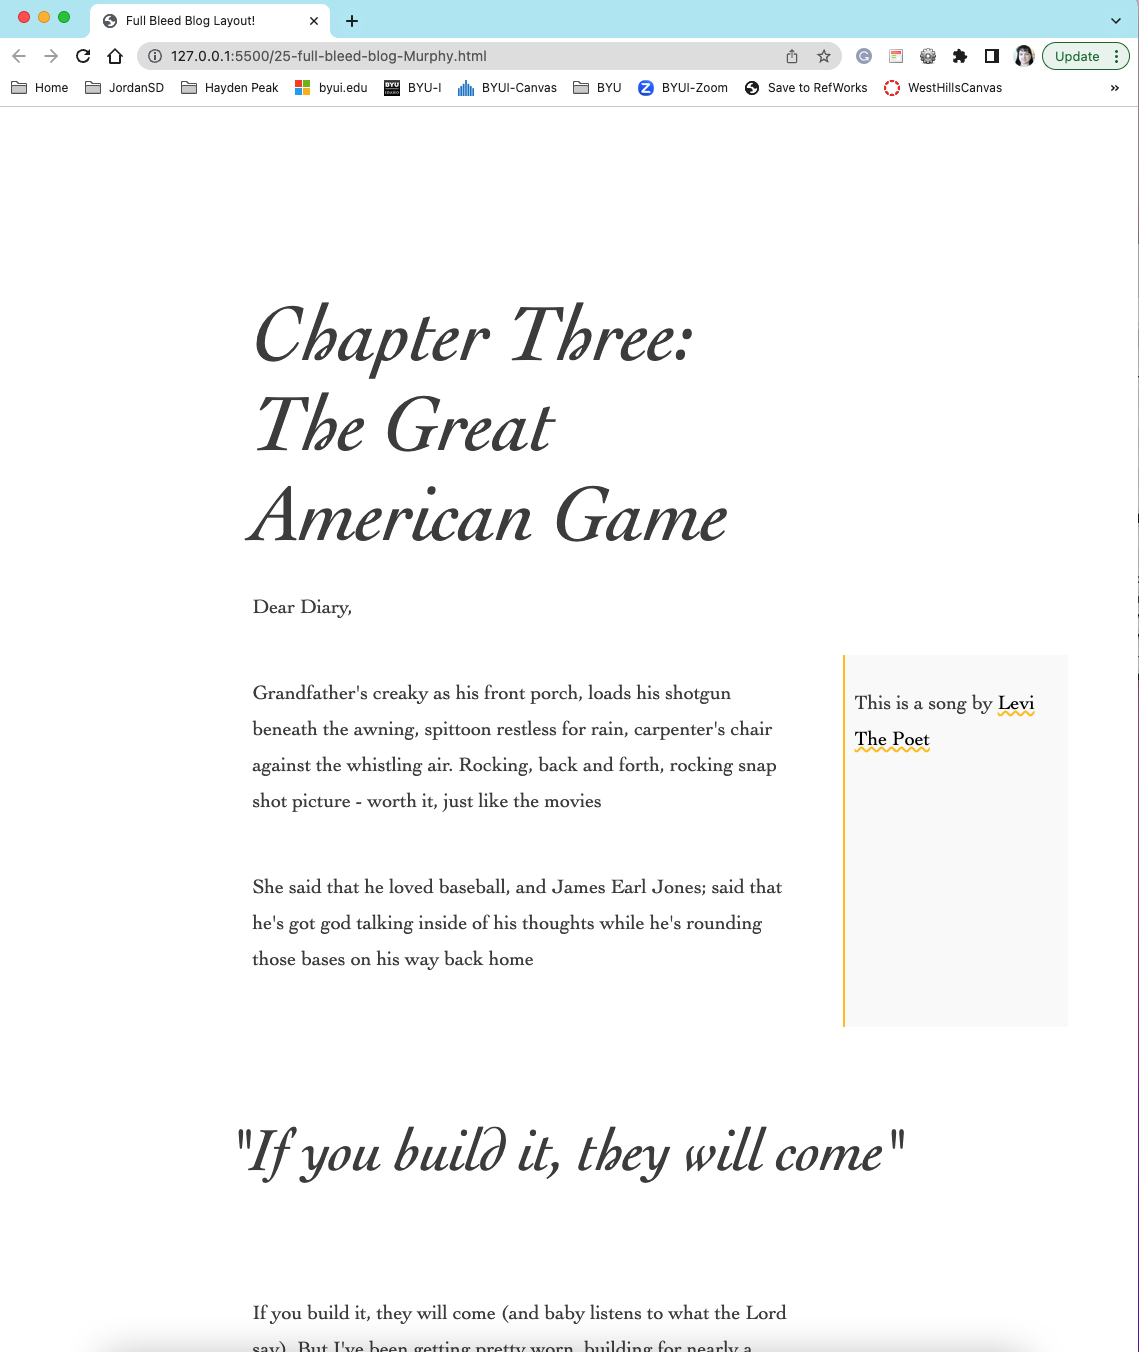 Full Bleed Blog Layout!
127.0.0.1:5500/25-full-bleed-blog-Murphy.html
Update
Home JordanSD Hayden Peak byui.edu BYU-I BYUI-Canvas BYU BYUI-Zoom Save to RefWorks WestHillsCanvas »
Chapter Three:
The Great
American Game
Dear Diary,
Grandfather's creaky as his front porch, loads his shotgun
beneath the awning, spittoon restless for rain, carpenter's chair
against the whistling air. Rocking, back and forth, rocking snap
shot picture - worth it, just like the movies
This is a song by Levi
The Poet
She said that he loved baseball, and James Earl Jones; said that
he's got god talking inside of his thoughts while he's rounding
those bases on his way back home
"If you build it, they will come"
If you build it, they will come (and baby listens to what the Lord
say). But I've been getting pretty worn, building for nearly a